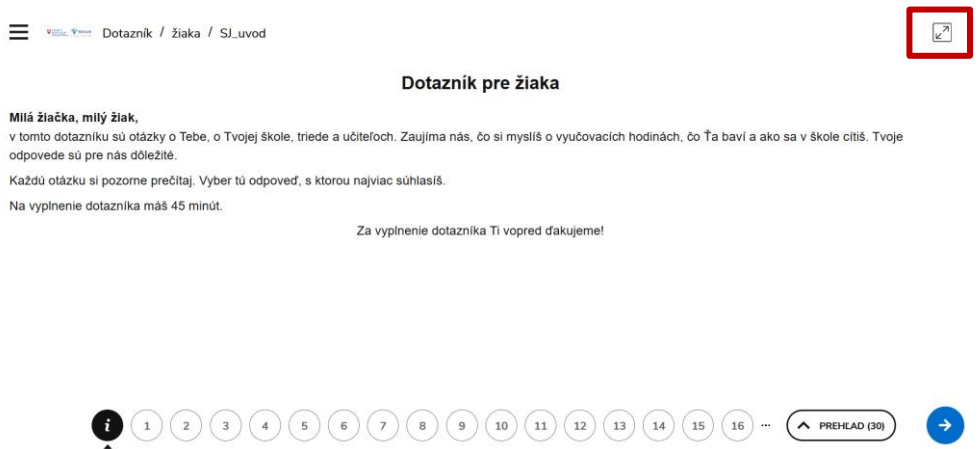 Dotazník / žiaka / SJ_uvod
Dotazník pre žiaka
Milá žiačka, milý žiak,
v tomto dotazníku sú otázky o Tebe, o Tvojej škole, triede a učiteľoch. Zaujíma nás, čo si myslíš o vyučovacích hodinách, čo Ťa baví a ako sa v škole cítiš. Tvoje
odpovede sú pre nás dôležité.
Každú otázku si pozorne prečítaj. Vyber tú odpoveď, s ktorou najviac súhlasíš.
Na vyplnenie dotazníka máš 45 minút.
Za vyplnenie dotazníka Ti vopred ďakujeme!
i 1 2 3 4 5 6 7 8 9 10 11 12 13 14 15 16 ... PREHĽAD (30)